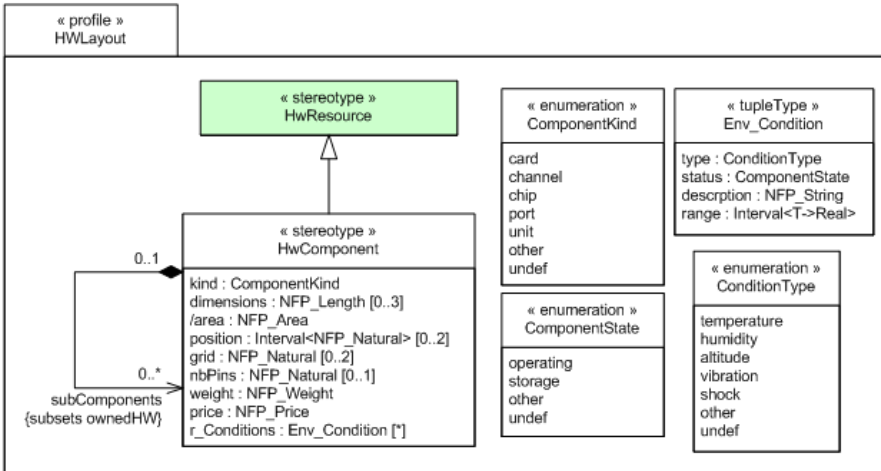 « profile »
HWLayout
« stereotype »
HwResource
« stereotype »
HwComponent
kind : ComponentKind
dimensions : NFP_Length [0..3]
/area : NFP_Area
position : Interval<NFP_Natural> [0..2]
grid : NFP_Natural [0..2]
nbPins : NFP_Natural [0..1]
weight : NFP_Weight
price : NFP_Price
r_Conditions : Env_Condition [*]
0..1
0..*
subComponents
{subsets ownedHW}
« enumeration »
ComponentKind
card
channel
chip
port
unit
other
undef
« enumeration »
ComponentState
operating
storage
other
undef
« tupleType »
Env_Condition
type : ConditionType
status : ComponentState
descrption : NFP_String
range : Interval<T->Real>
« enumeration »
ConditionType
temperature
humidity
altitude
vibration
shock
other
undef